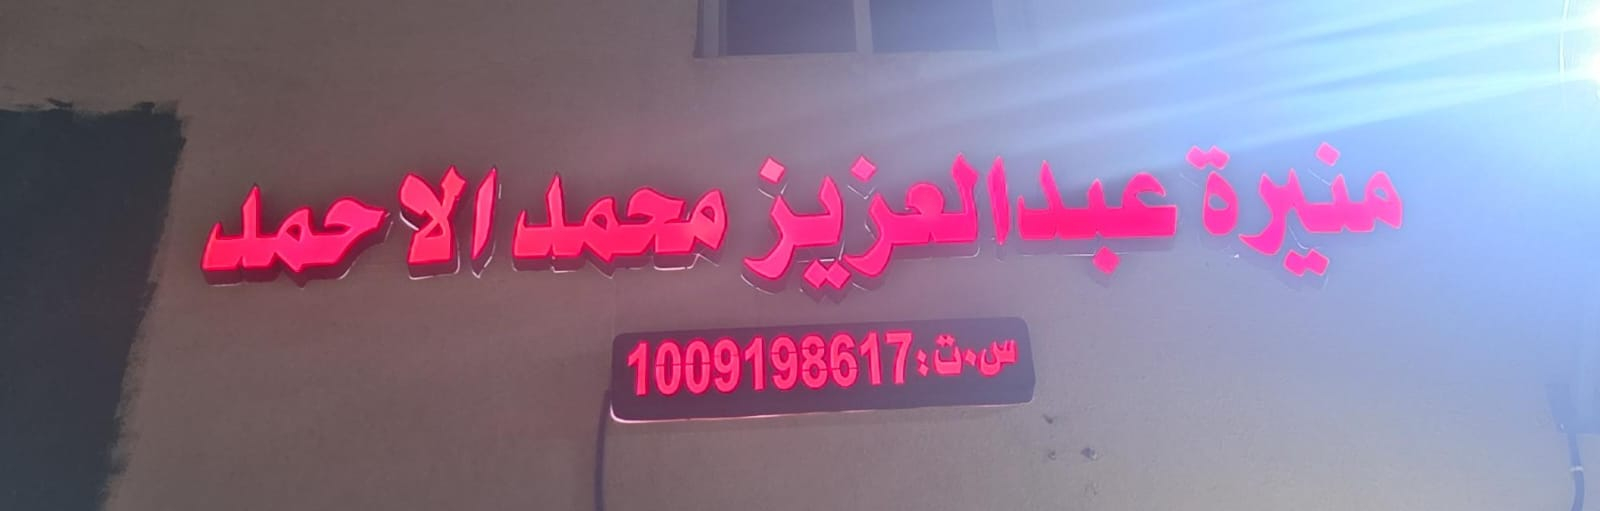 منيرة عبدالعزيز محمد الاحمد
س.ت:1009198617